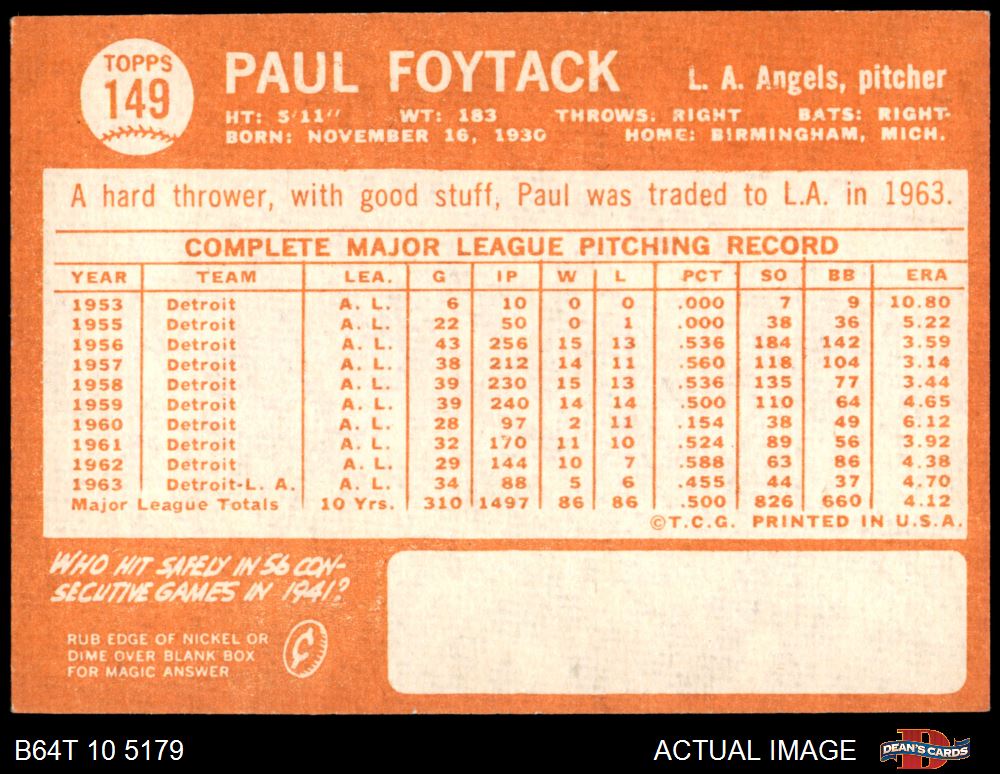 TOPPS
149
PAUL FOYTACK
L. A. Angels, pitcher
HT: 5'11" WT: 183 THROWS: RIGHT BATS: RIGHT
BORN: NOVEMBER 16, 1930 HOME: BIRMINGHAM, MICH.
A hard thrower, with good stuff, Paul was traded to L.A. in 1963.
COMPLETE MAJOR LEAGUE PITCHING RECORD
YEAR TEAM LEA. G IP W L PCT SO BB ERA
1953 Detroit A. L. 6 10 0 0 .000 7 9 10.80
1955 Detroit A. L. 22 50 0 1 .000 38 36 5.22
1956 Detroit A. L. 43 256 15 13 .536 184 142 3.59
1957 Detroit A. L. 38 212 14 11 .560 118 104 3.14
1958 Detroit A. L. 39 230 15 13 .536 135 77 3.44
1959 Detroit A. L. 39 240 14 14 .500 110 64 4.65
1960 Detroit A. L. 28 97 2 11 .154 38 49 6.12
1961 Detroit A. L. 32 170 11 10 .524 89 56 3.92
1962 Detroit A. L. 29 144 10 7 .588 63 86 4.38
1963 Detroit-L. A. A. L. 34 88 5 6 .455 44 37 4.70
Major League Totals 10 Yrs. 310 1497 86 86 .500 826 660 4.12
©T.C.G. PRINTED IN U.S.A.
WHO HIT SAFELY IN 56 CON-
SECUTIVE GAMES IN 1941?
RUB EDGE OF NICKEL OR
DIME OVER BLANK BOX
FOR MAGIC ANSWER
¢
B64T 10 5179
ACTUAL IMAGE
DEAN'S CARDS